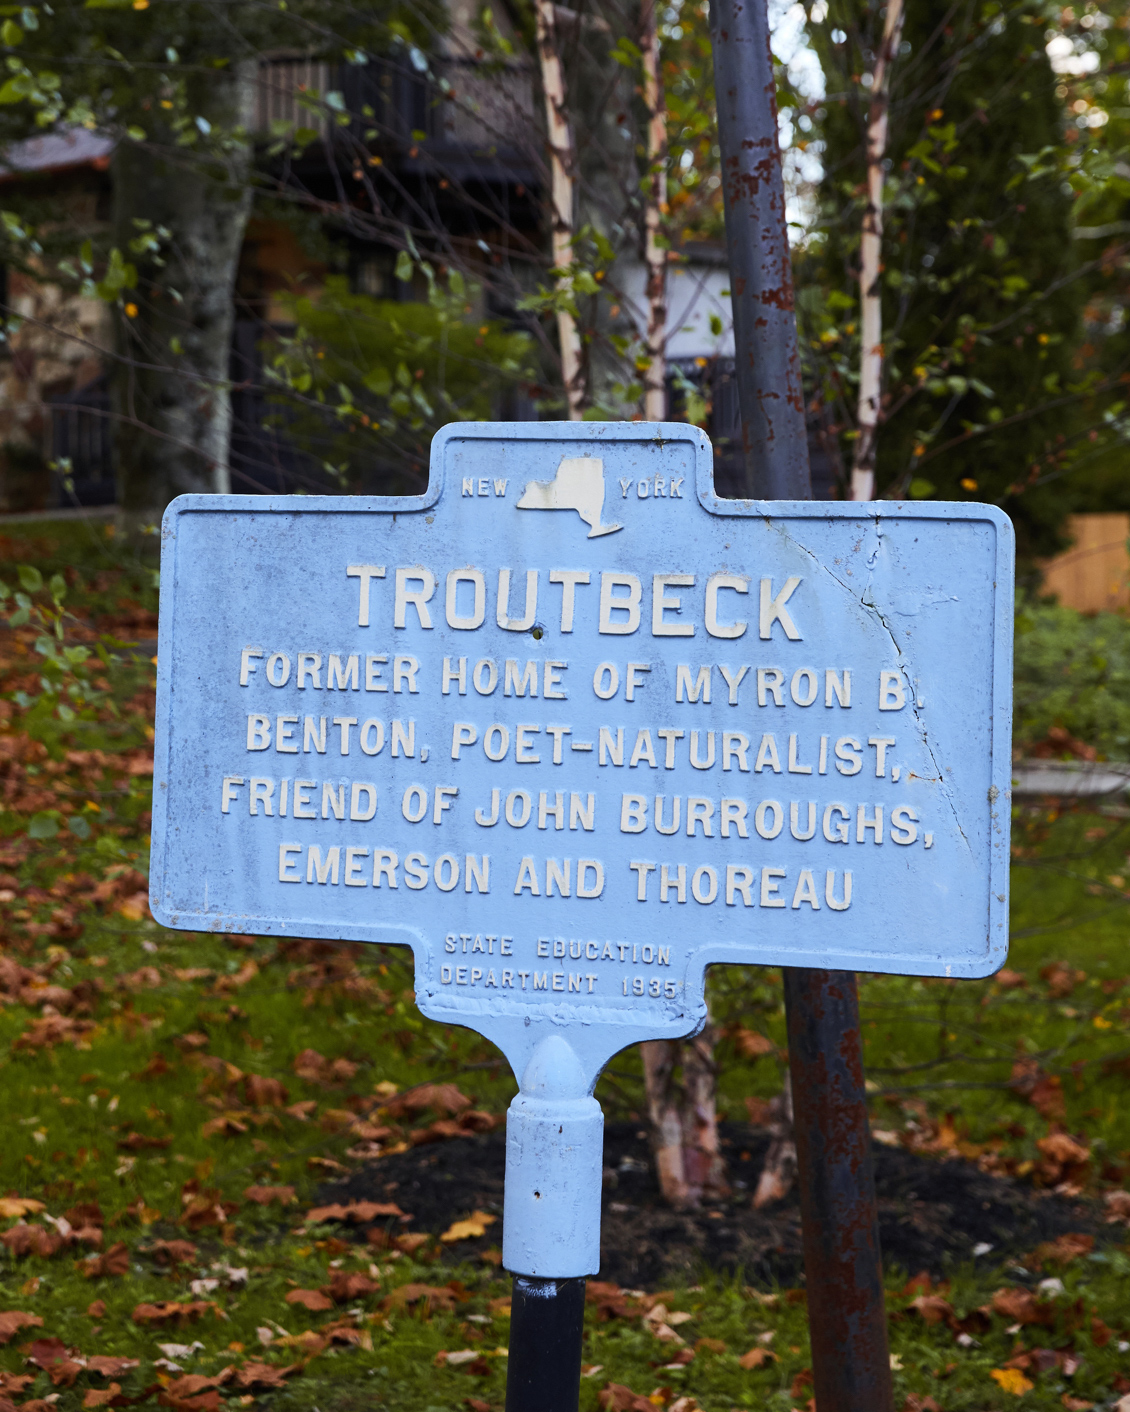 NEW YORK
TROUTBECK
FORMER HOME OF MYRON B.
BENTON, POET-NATURALIST,
FRIEND OF JOHN BURROUGHS,
EMERSON AND THOREAU
STATE EDUCATION
DEPARTMENT 1935